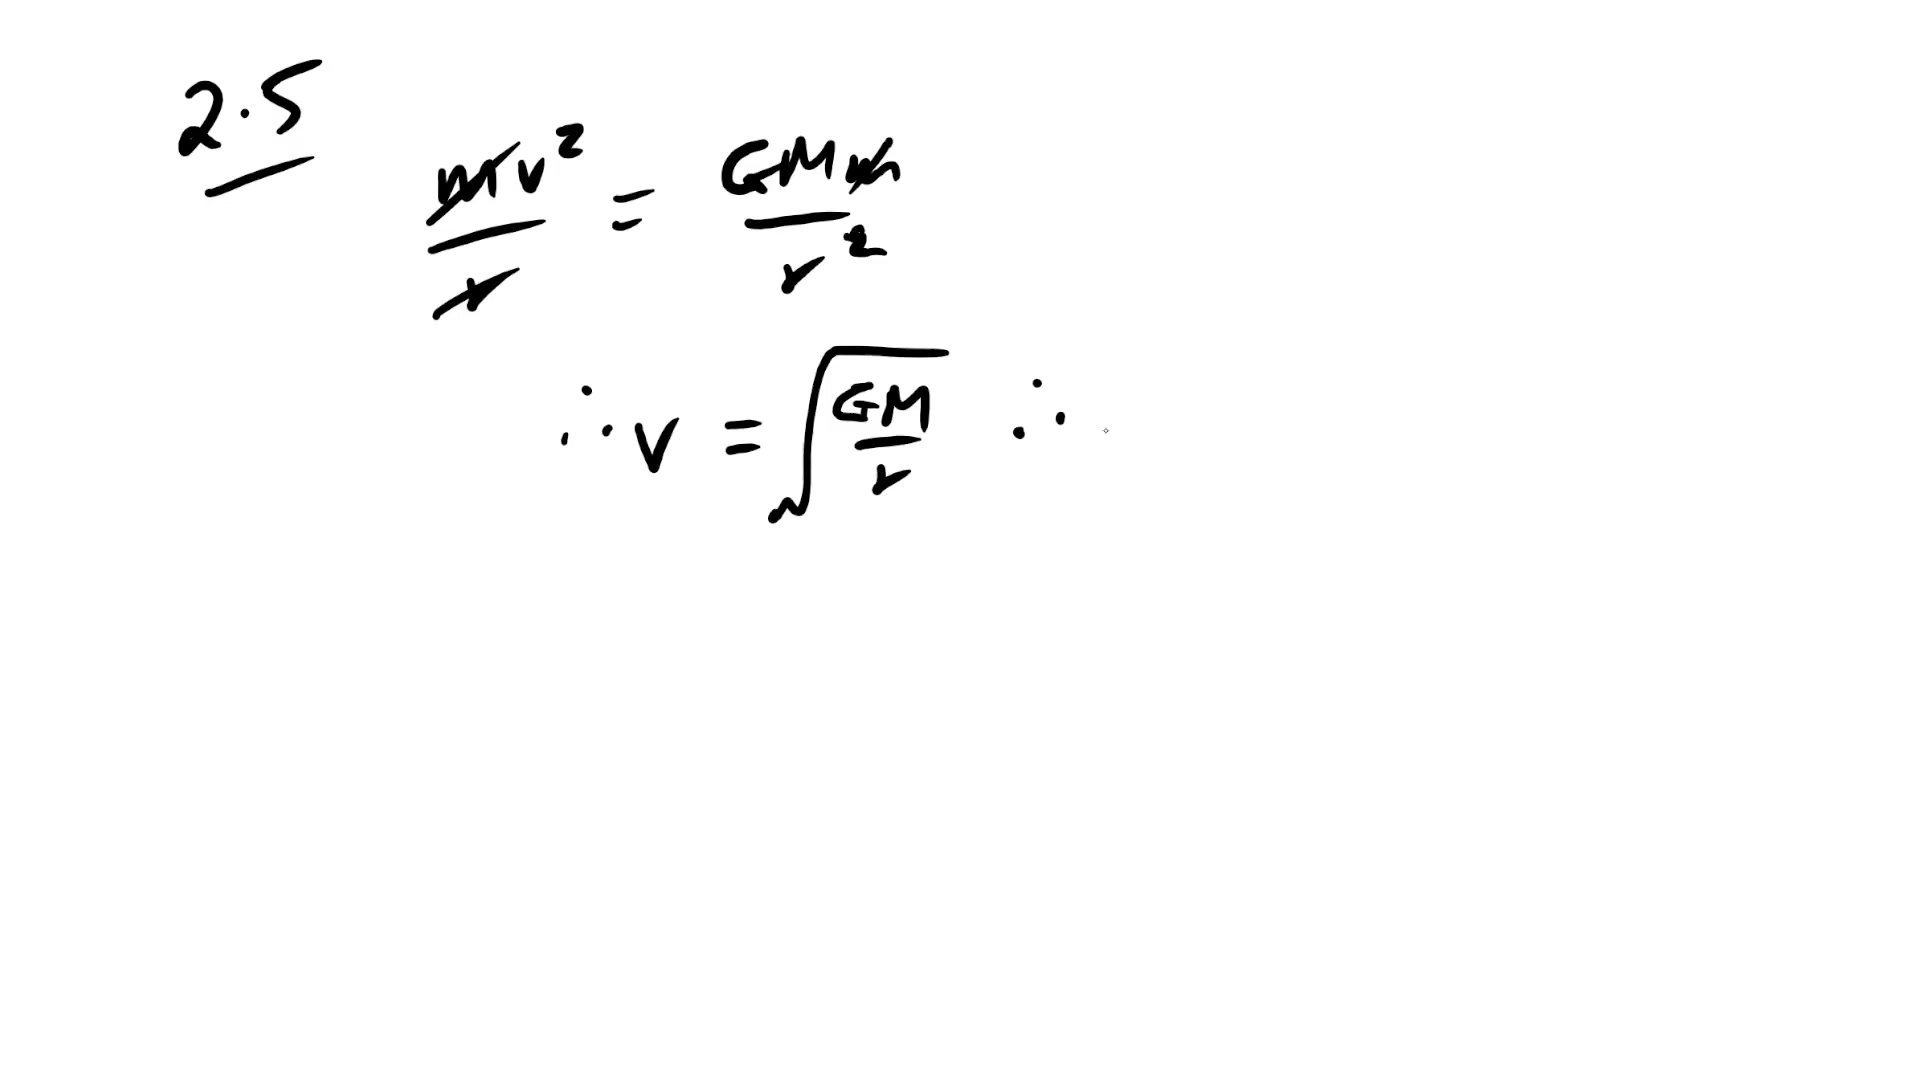 2.5
mv²/r = GMm/r²
∴ v = √(GM/r) ∴